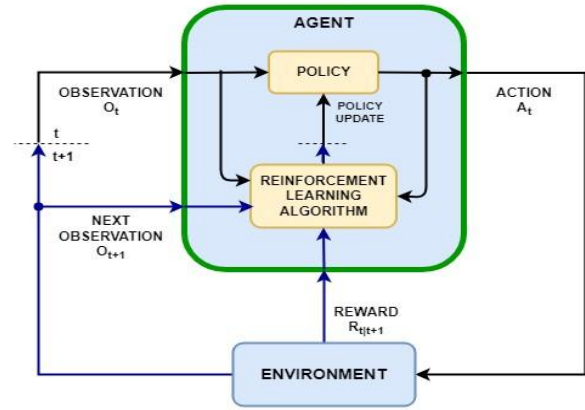 AGENT
POLICY
OBSERVATION
Oₜ
ACTION
Aₜ
POLICY
UPDATE
t
t+1
REINFORCEMENT
LEARNING
ALGORITHM
NEXT
OBSERVATION
Oₜ₊₁
REWARD
Rₜ|ₜ₊₁
ENVIRONMENT